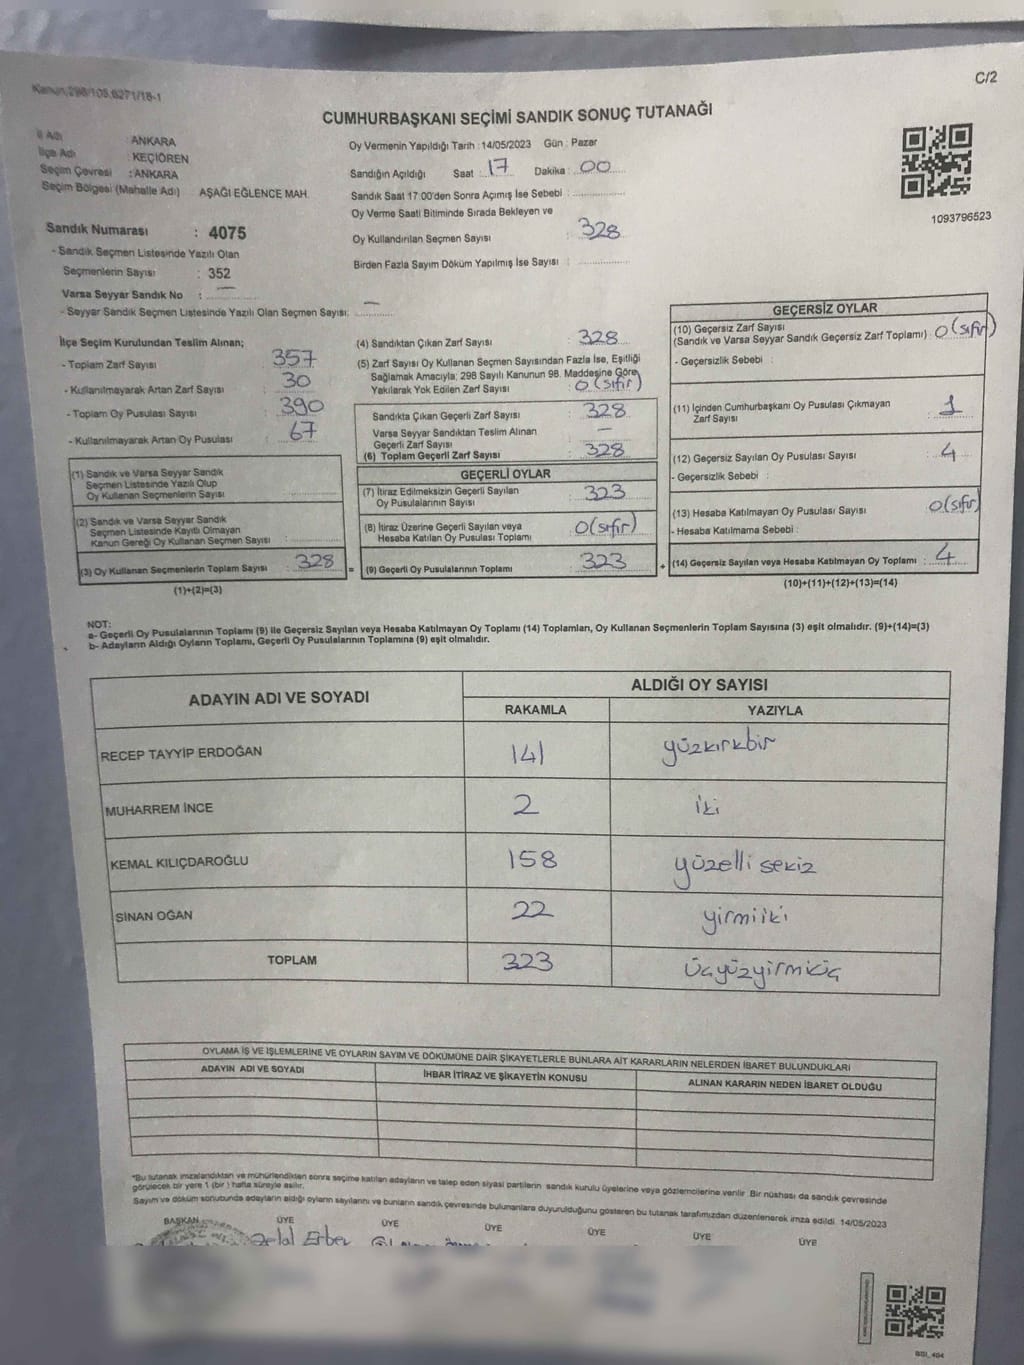 Kanun;298/105,6271/18-1
C/2
CUMHURBAŞKANI SEÇİMİ SANDIK SONUÇ TUTANAĞI
İl Adı : ANKARA
İlçe Adı : KEÇİÖREN
Seçim Çevresi : ANKARA
Seçim Bölgesi (Mahalle Adı) : AŞAĞI EĞLENCE MAH.
Sandık Numarası : 4075
- Sandık Seçmen Listesinde Yazılı Olan
Seçmenlerin Sayısı : 352
Varsa Seyyar Sandık No : —
- Seyyar Sandık Seçmen Listesinde Yazılı Olan Seçmen Sayısı: —
Oy Vermenin Yapıldığı Tarih : 14/05/2023 Gün : Pazar
Sandığın Açıldığı Saat : 17 Dakika : 00
Sandık Saat 17.00'den Sonra Açımış İse Sebebi :
Oy Verme Saati Bitiminde Sırada Bekleyen ve
Oy Kullandırılan Seçmen Sayısı : 328
Birden Fazla Sayım Döküm Yapılmış İse Sayısı :
1093796523
İlçe Seçim Kurulundan Teslim Alınan;
- Toplam Zarf Sayısı : 357
- Kullanılmayarak Artan Zarf Sayısı : 30
- Toplam Oy Pusulası Sayısı : 390
- Kullanılmayarak Artan Oy Pusulası : 67
(1) Sandık ve Varsa Seyyar Sandık
Seçmen Listesinde Yazılı Olup
Oy Kullanan Seçmenlerin Sayısı :
(2) Sandık ve Varsa Seyyar Sandık
Seçmen Listesinde Kayıtlı Olmayan
Kanun Gereği Oy Kullanan Seçmen Sayısı :
(3) Oy Kullanan Seçmenlerin Toplam Sayısı : 328
(1)+(2)=(3)
(4) Sandıktan Çıkan Zarf Sayısı : 328
(5) Zarf Sayısı Oy Kullanan Seçmen Sayısından Fazla İse, Eşitliği
Sağlamak Amacıyla; 298 Sayılı Kanunun 98. Maddesine Göre
Yakılarak Yok Edilen Zarf Sayısı : 0 (sıfır)
Sandıkta Çıkan Geçerli Zarf Sayısı : 328
Varsa Seyyar Sandıktan Teslim Alınan
Geçerli Zarf Sayısı : —
(6) Toplam Geçerli Zarf Sayısı : 328
GEÇERLİ OYLAR
(7) İtiraz Edilmeksizin Geçerli Sayılan
Oy Pusulalarının Sayısı : 323
(8) İtiraz Üzerine Geçerli Sayılan veya
Hesaba Katılan Oy Pusulası Toplamı : 0(sıfır)
= (9) Geçerli Oy Pusulalarının Toplamı : 323
GEÇERSİZ OYLAR
(10) Geçersiz Zarf Sayısı
(Sandık ve Varsa Seyyar Sandık Geçersiz Zarf Toplamı) : 0 (sıfır)
- Geçersizlik Sebebi :
(11) İçinden Cumhurbaşkanı Oy Pusulası Çıkmayan
Zarf Sayısı : 1
(12) Geçersiz Sayılan Oy Pusulası Sayısı : 4
- Geçersizlik Sebebi :
(13) Hesaba Katılmayan Oy Pusulası Sayısı : 0(sıfır)
- Hesaba Katılmama Sebebi :
+ (14) Geçersiz Sayılan veya Hesaba Katılmayan Oy Toplamı : 4
(10)+(11)+(12)+(13)=(14)
NOT:
a- Geçerli Oy Pusulalarının Toplamı (9) ile Geçersiz Sayılan veya Hesaba Katılmayan Oy Toplamı (14) Toplamları, Oy Kullanan Seçmenlerin Toplam Sayısına (3) eşit olmalıdır. (9)+(14)=(3)
b- Adayların Aldığı Oyların Toplamı, Geçerli Oy Pusulalarının Toplamına (9) eşit olmalıdır.
ADAYIN ADI VE SOYADI ALDIĞI OY SAYISI
RAKAMLA YAZIYLA
RECEP TAYYİP ERDOĞAN 141 yüzkırkbir
MUHARREM İNCE 2 iki
KEMAL KILIÇDAROĞLU 158 yüzelli sekiz
SİNAN OĞAN 22 yirmiiki
TOPLAM 323 üçyüzyirmiüç
OYLAMA İŞ VE İŞLEMLERİNE VE OYLARIN SAYIM VE DÖKÜMÜNE DAİR ŞİKAYETLERLE BUNLARA AİT KARARLARIN NELERDEN İBARET BULUNDUKLARI
ADAYIN ADI VE SOYADI İHBAR İTİRAZ VE ŞİKAYETİN KONUSU ALINAN KARARIN NEDEN İBARET OLDUĞU
*Bu tutanak imzalandıktan ve mühürlendikten sonra seçime katılan adayların ve talep eden siyasi partilerin sandık kurulu üyelerine veya gözlemcilerine verilir. Bir nüshası da sandık çevresinde
görülecek bir yere 1 (bir) hafta süreyle asılır.
Sayım ve döküm sonubunda adayların aldığı oyların sayılarını ve bunların sandık çevresinde bulunanlara duyurulduğunu gösteren bu tutanak tarafımızdan düzenlenerek imza edildi. 14/05/2023
BAŞKAN ÜYE ÜYE ÜYE ÜYE ÜYE ÜYE
Erber